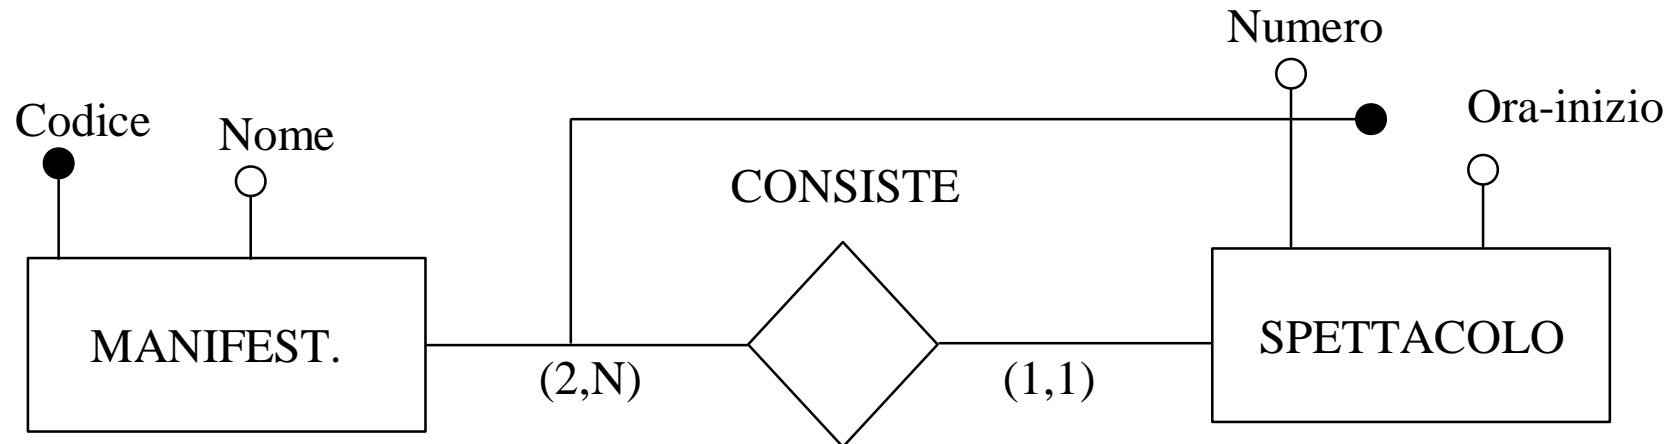 Numero
Codice
Nome
Ora-inizio
CONSISTE
MANIFEST.
SPETTACOLO
(2,N)
(1,1)